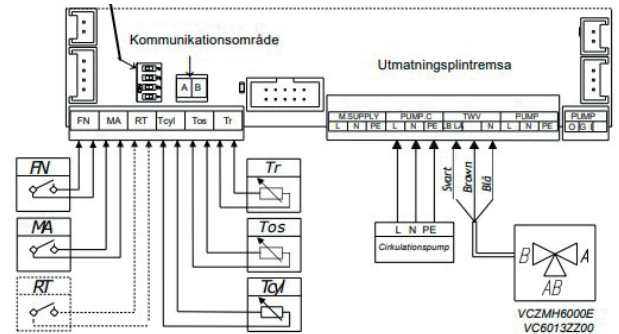 Kommunikationsområde
A B
Utmatningsplintremsa
M.SUPPLY PUMP.C TWV PUMP PUMP
FN MA RT Tcyl Tos Tr
L N PE L N PE LB LA N L N PE O G I
Svart
Brown
Blå
FN
MA
RT
Tr
Tos
Tcyl
L N PE
Cirkulationspump
B A
AB
VCZMH6000E
VC6013ZZ00